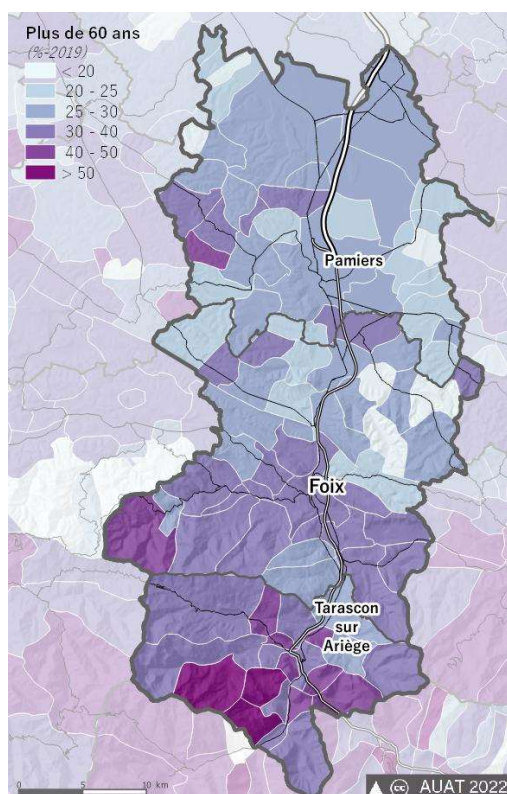 Plus de 60 ans
(%-2019)
< 20
20 - 25
25 - 30
30 - 40
40 - 50
> 50
Pamiers
Foix
Tarascon
sur
Ariège
0 5 10 km
cc AUAT 2022